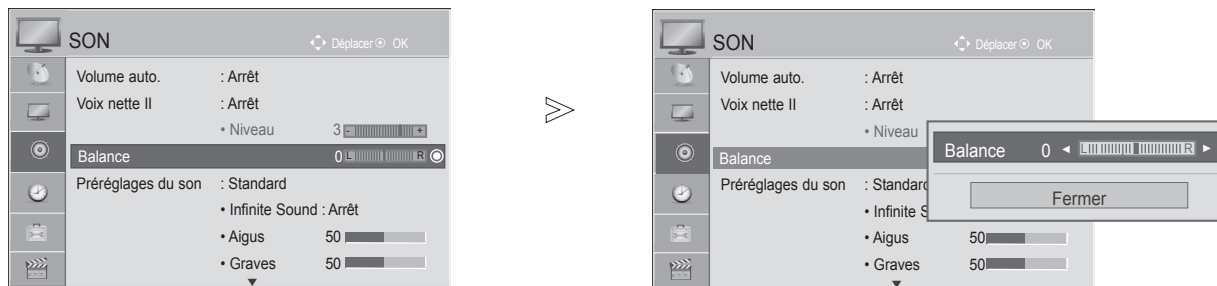 SON
Déplacer OK
Volume auto. : Arrêt
Voix nette II : Arrêt
• Niveau 3 - +
Balance 0 L R
Préréglages du son : Standard
• Infinite Sound : Arrêt
• Aigus 50
• Graves 50
SON
Déplacer OK
Volume auto. : Arrêt
Voix nette II : Arrêt
• Niveau
Balance
Balance 0 L R
Préréglages du son : Standard
Fermer
• Infinite S
• Aigus 50
• Graves 50